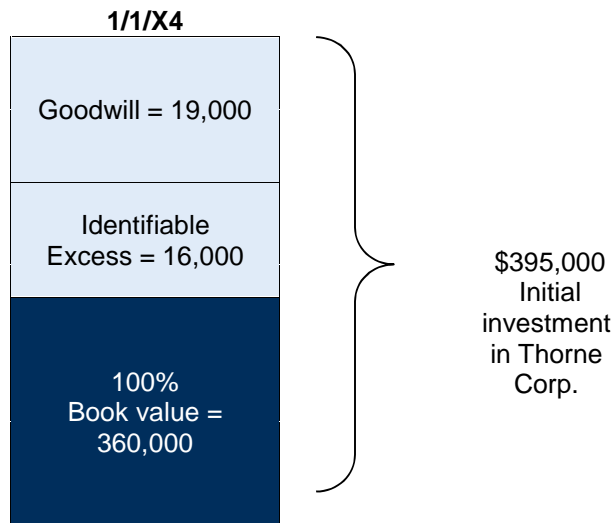 1/1/X4
Goodwill = 19,000
Identifiable
Excess = 16,000
100%
Book value =
360,000
$395,000
Initial
investment
in Thorne
Corp.